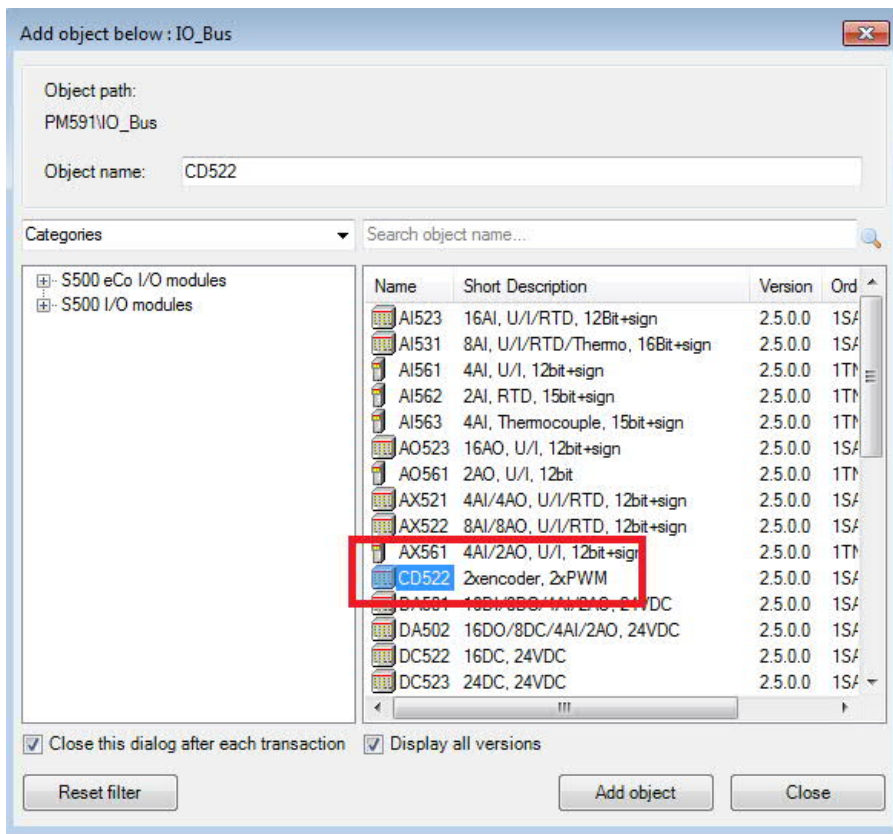 Add object below : IO_Bus
Object path:
PM591\IO_Bus
Object name: CD522
Categories
Search object name...
S500 eCo I/O modules
S500 I/O modules
Name Short Description Version Ord
AI523 16AI, U/I/RTD, 12Bit+sign 2.5.0.0 1SA
AI531 8AI, U/I/RTD/Thermo, 16Bit+sign 2.5.0.0 1SA
AI561 4AI, U/I, 12bit+sign 2.5.0.0 1TN
AI562 2AI, RTD, 15bit+sign 2.5.0.0 1TN
AI563 4AI, Thermocouple, 15bit+sign 2.5.0.0 1TN
AO523 16AO, U/I, 12bit+sign 2.5.0.0 1SA
AO561 2AO, U/I, 12bit 2.5.0.0 1TN
AX521 4AI/4AO, U/I/RTD, 12bit+sign 2.5.0.0 1SA
AX522 8AI/8AO, U/I/RTD, 12bit+sign 2.5.0.0 1SA
AX561 4AI/2AO, U/I, 12bit+sign 2.5.0.0 1TN
CD522 2xencoder, 2xPWM 2.5.0.0 1SA
DA501 16DI/8DC/4AI/2AO, 24VDC 2.5.0.0 1SA
DA502 16DO/8DC/4AI/2AO, 24VDC 2.5.0.0 1SA
DC522 16DC, 24VDC 2.5.0.0 1SA
DC523 24DC, 24VDC 2.5.0.0 1SA
Close this dialog after each transaction Display all versions
Reset filter Add object Close